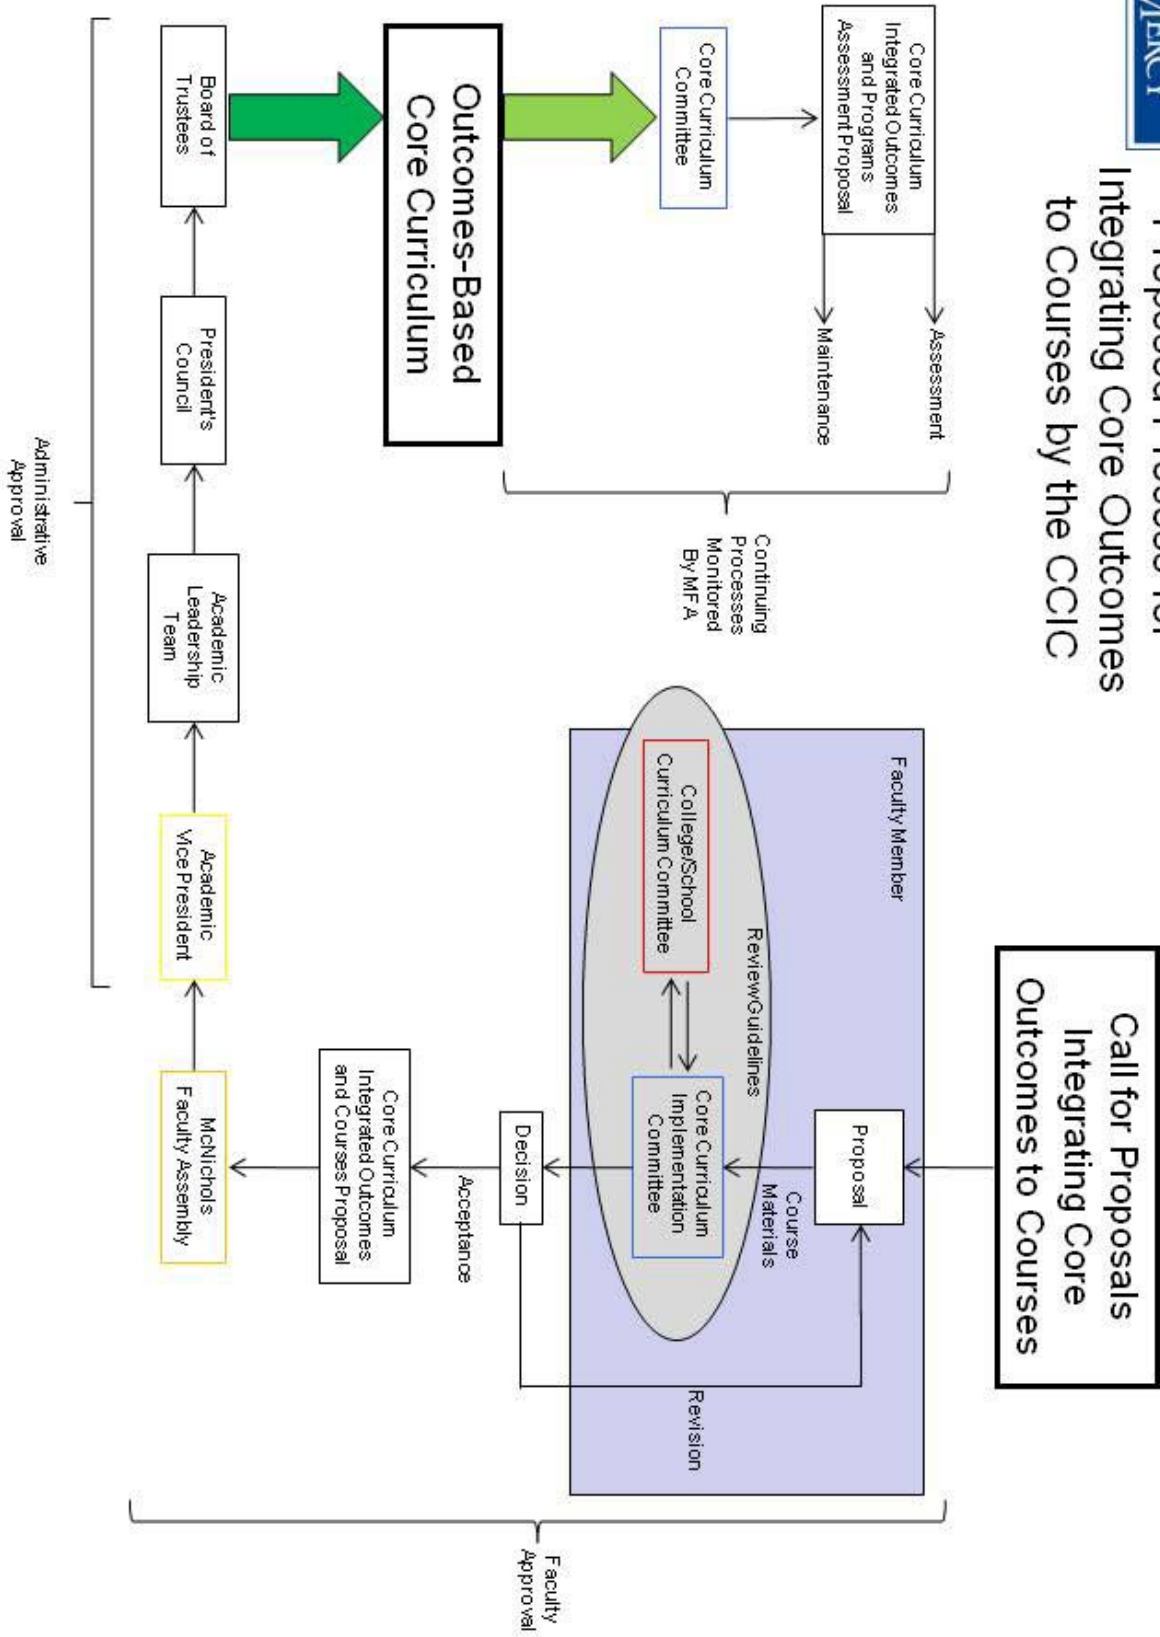 MERCY
Proposed Process for
Integrating Core Outcomes
to Courses by the CCIC
Call for Proposals
Integrating Core
Outcomes to Courses
Core Curriculum
Integrated Outcomes
and Programs
Assessment Proposal
Assessment
Maintenance
Core Curriculum
Committee
Continuing
Processes
Monitored
By MFA
Outcomes-Based
Core Curriculum
Faculty Member
Proposal
Course
Materials
Review Guidelines
College/School
Curriculum Committee
Core Curriculum
Implementation
Committee
Revision
Decision
Acceptance
Core Curriculum
Integrated Outcomes
and Courses Proposal
Faculty
Approval
Board of
Trustees
President's
Council
Academic
Leadership
Team
Academic
Vice President
McNichols
Faculty Assembly
Administrative
Approval